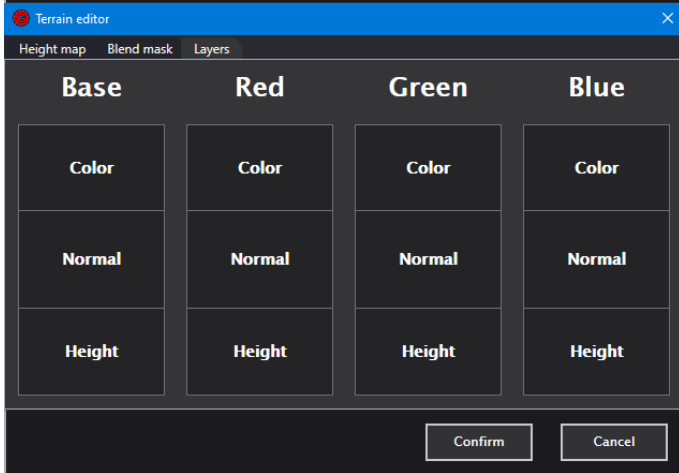 Terrain editor
Height map Blend mask Layers
Base Red Green Blue
Color Color Color Color
Normal Normal Normal Normal
Height Height Height Height
Confirm Cancel